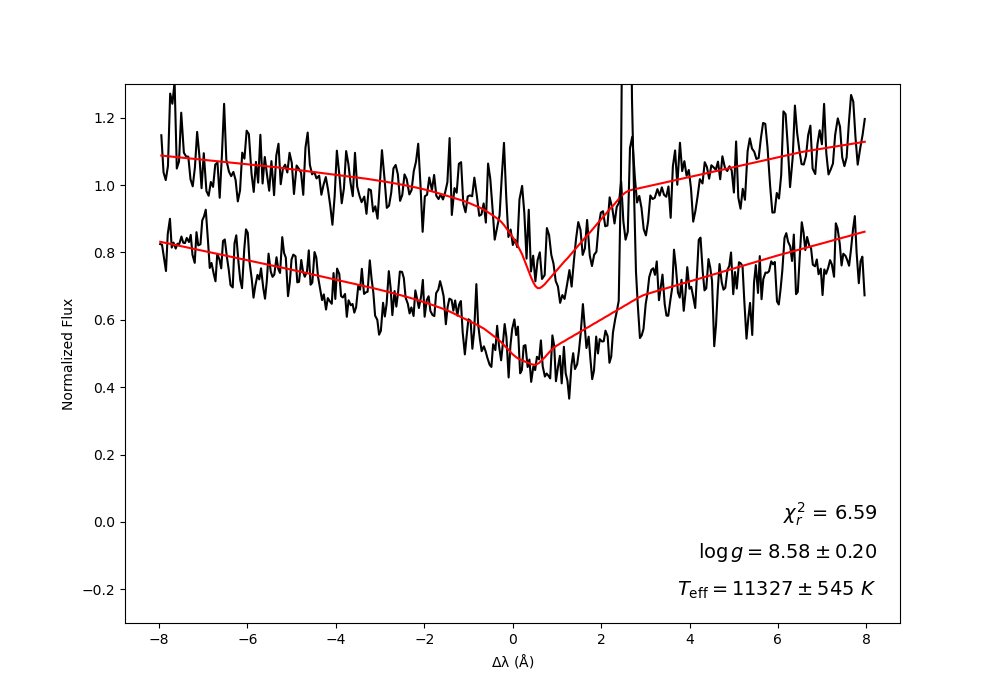 1.2
1.0
0.8
0.6
0.4
0.2
0.0
−0.2
Normalized Flux
χ²ᵣ = 6.59
log g = 8.58 ± 0.20
T_eff = 11327 ± 545 K
−8 −6 −4 −2 0 2 4 6 8
Δλ (Å)